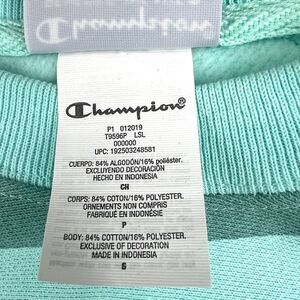 Champion
Champion®
P1 012019
T9596P LSL
000000
UPC: 192503248581
CUERPO: 84% ALGODÓN/16% poliéster.
EXCLUYENDO DECORACIÓN
HECHO EN INDONESIA
CH
CORPS: 84% COTON/16% POLYESTER.
ORNEMENTS NON COMPRIS
FABRIQUÉ EN INDONÉSIE
P
BODY: 84% COTTON/16% POLYESTER.
EXCLUSIVE OF DECORATION
MADE IN INDONESIA
S